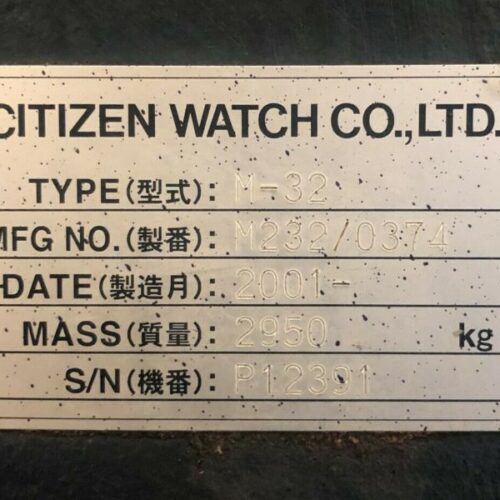 CITIZEN WATCH CO.,LTD.
TYPE(型式): M-32
MFG NO.(製番): M232/0374
DATE(製造月): 2001-
MASS(質量): 2950 kg
S/N(機番): P12391